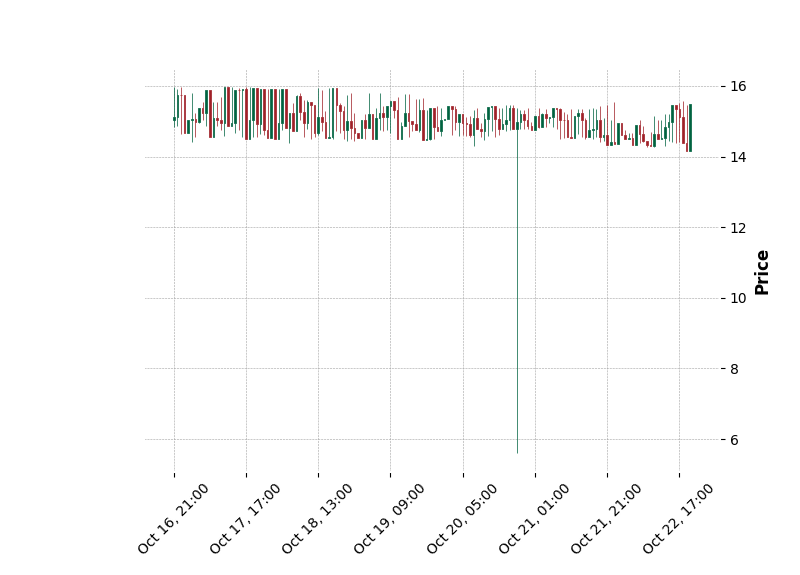 16
14
12
10
8
6
Price
Oct 16, 21:00
Oct 17, 17:00
Oct 18, 13:00
Oct 19, 09:00
Oct 20, 05:00
Oct 21, 01:00
Oct 21, 21:00
Oct 22, 17:00